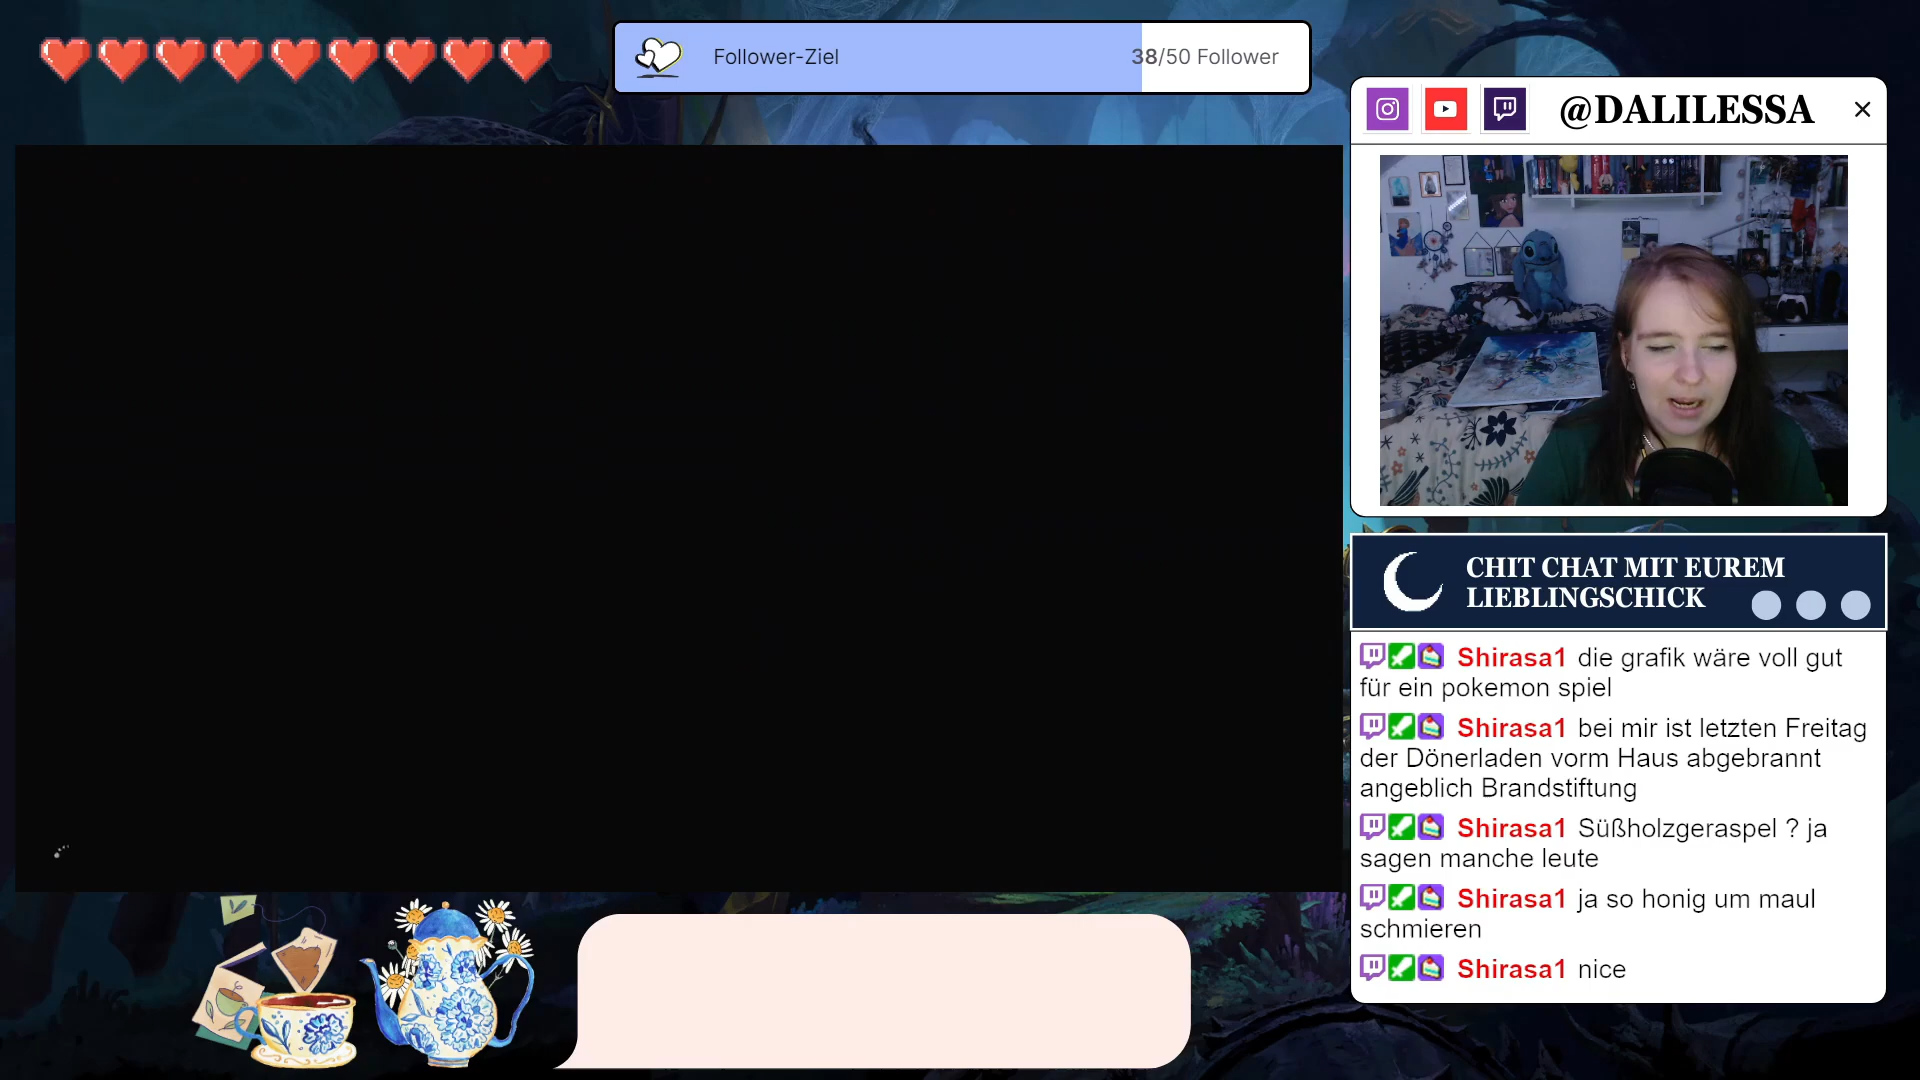 Follower-Ziel
38/50 Follower
@DALILESSA
CHIT CHAT MIT EUREM
LIEBLINGSCHICK
Shirasa1 die grafik wäre voll gut
für ein pokemon spiel
Shirasa1 bei mir ist letzten Freitag
der Dönerladen vorm Haus abgebrannt
angeblich Brandstiftung
Shirasa1 Süßholzgeraspel ? ja
sagen manche leute
Shirasa1 ja so honig um maul
schmieren
Shirasa1 nice